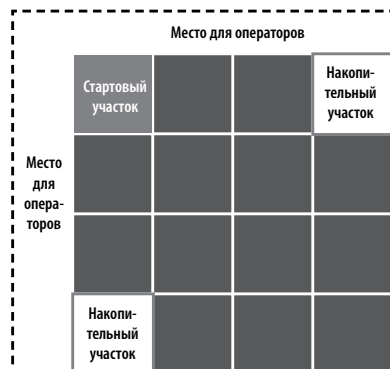 Место для операторов
Стартовый
участок
Накопи-
тельный
участок
Место
для
опера-
торов
Накопи-
тельный
участок